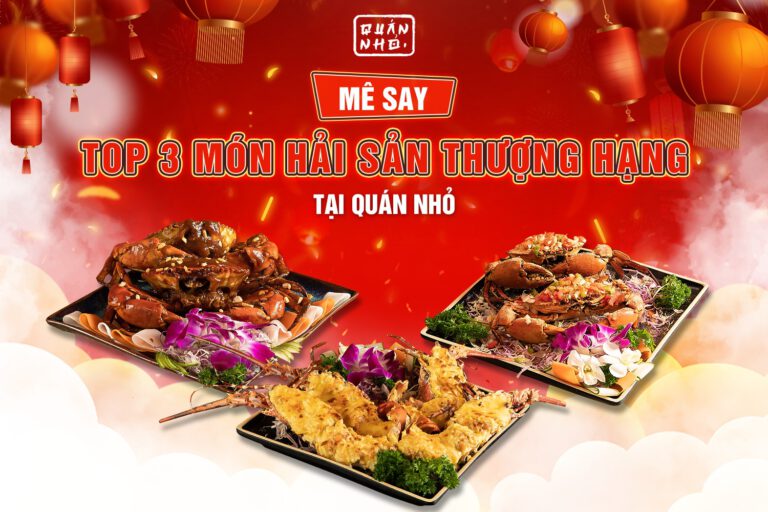 QUÁN
NHỎ.
MÊ SAY
TOP 3 MÓN HẢI SẢN THƯỢNG HẠNG
TẠI QUÁN NHỎ